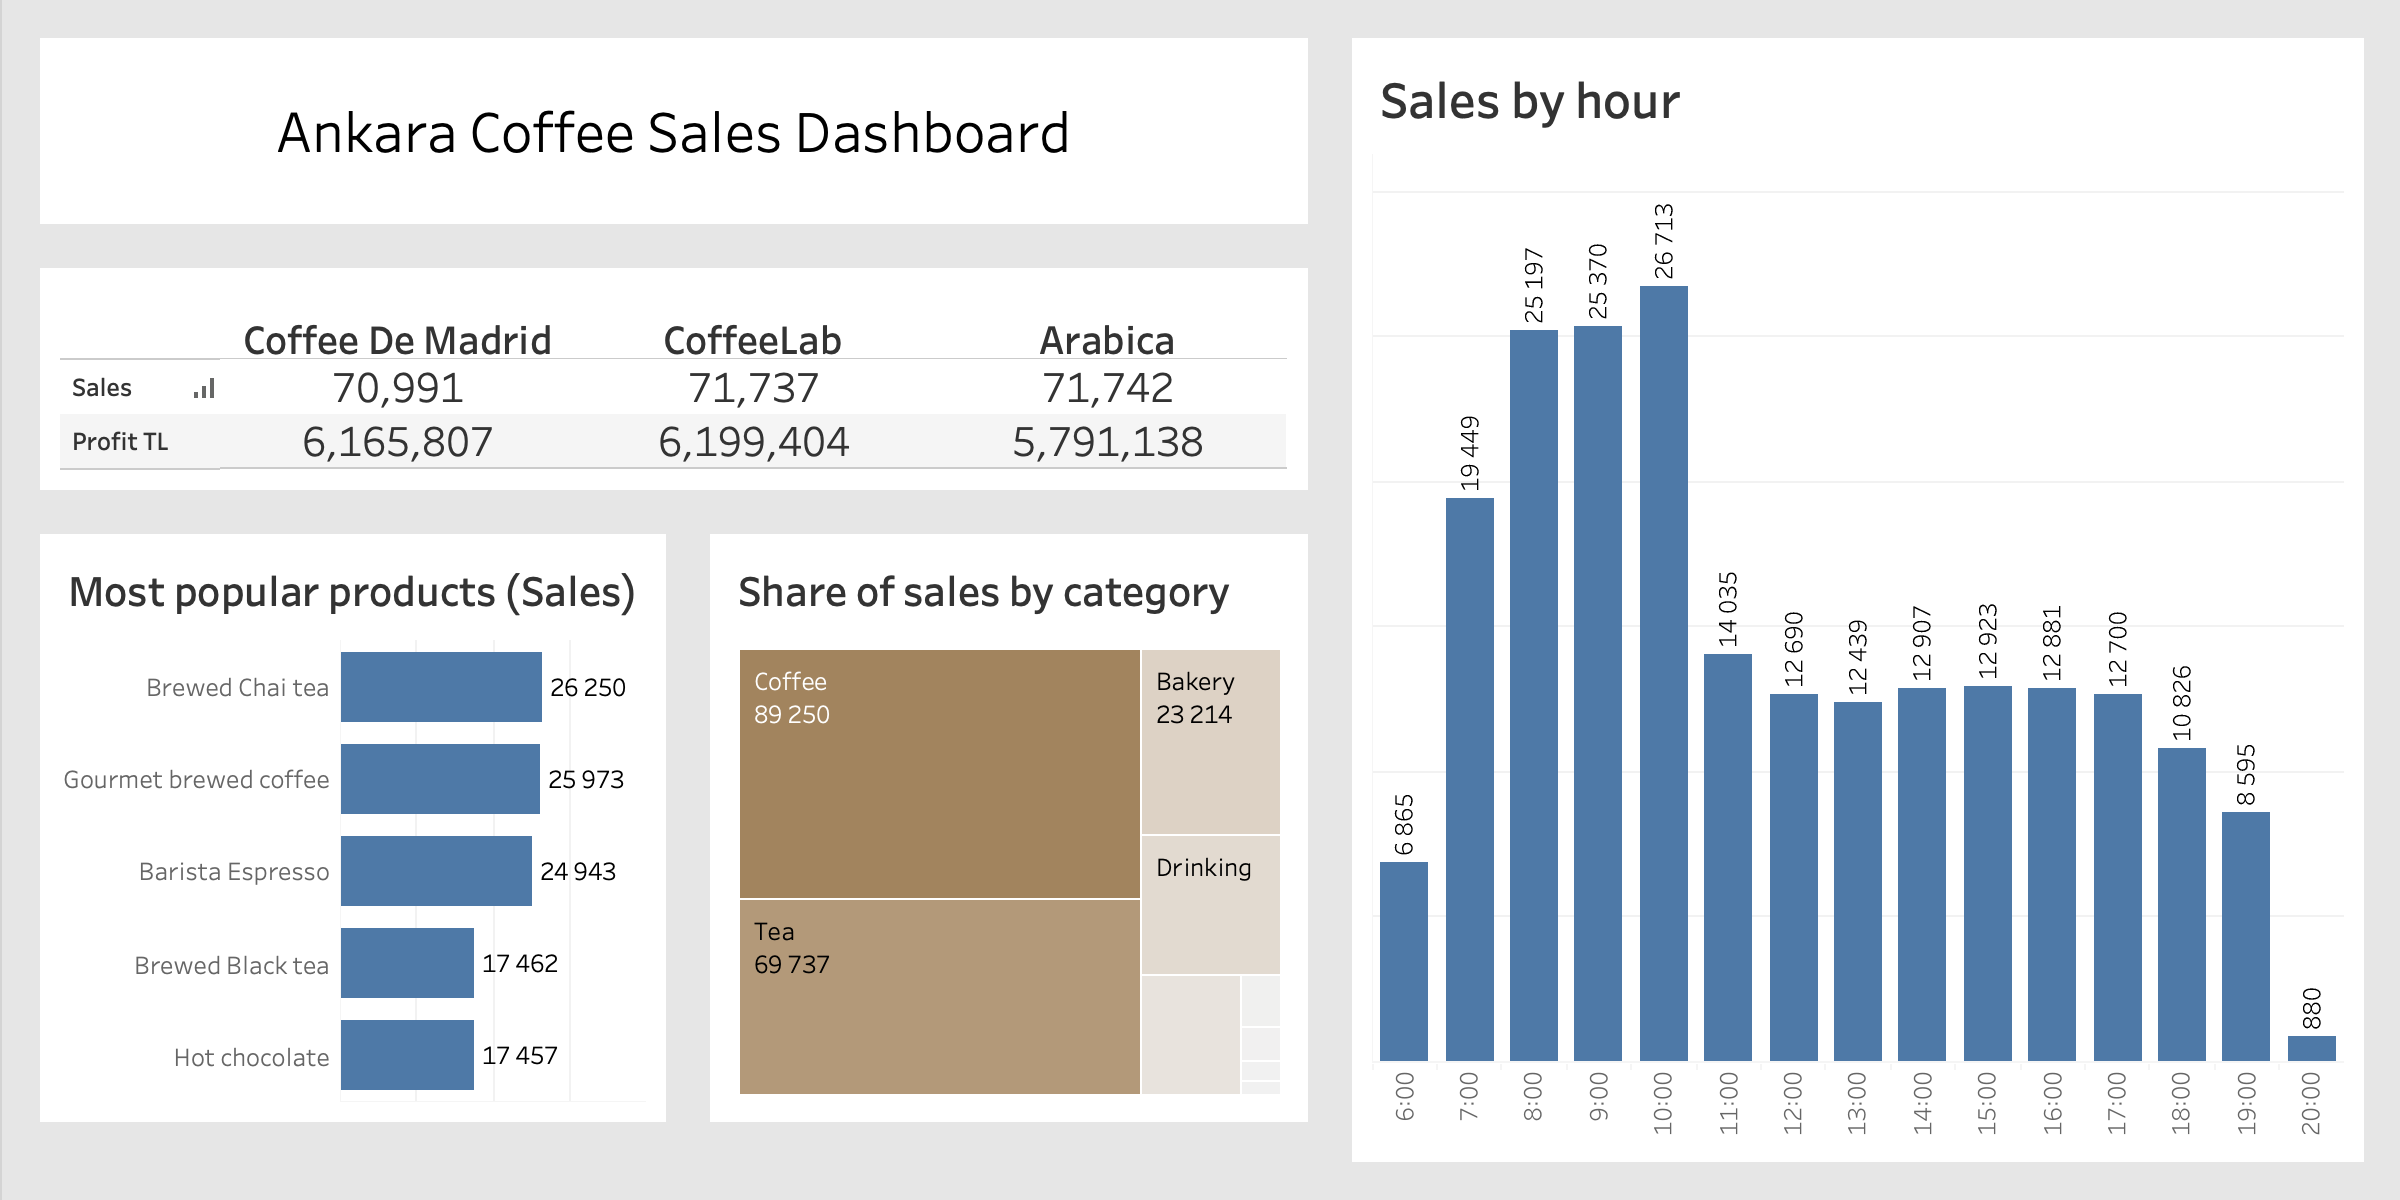 Ankara Coffee Sales Dashboard
Coffee De Madrid CoffeeLab Arabica
Sales 70,991 71,737 71,742
Profit TL 6,165,807 6,199,404 5,791,138
Most popular products (Sales)
Brewed Chai tea 26 250
Gourmet brewed coffee 25 973
Barista Espresso 24 943
Brewed Black tea 17 462
Hot chocolate 17 457
Share of sales by category
Coffee
89 250
Tea
69 737
Bakery
23 214
Drinking
Sales by hour
6 865
19 449
25 197
25 370
26 713
14 035
12 690
12 439
12 907
12 923
12 881
12 700
10 826
8 595
880
6:00
7:00
8:00
9:00
10:00
11:00
12:00
13:00
14:00
15:00
16:00
17:00
18:00
19:00
20:00